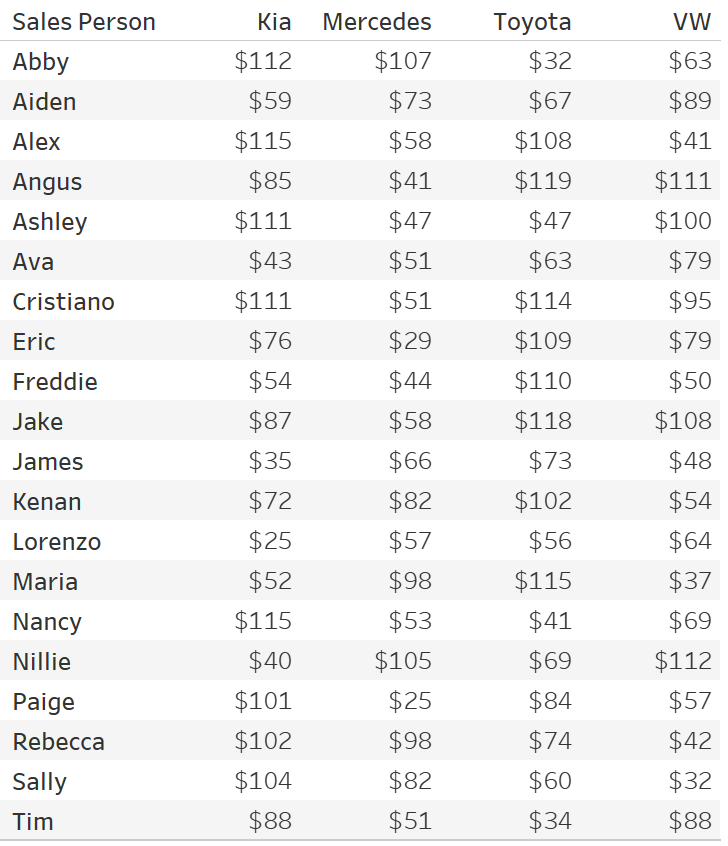 Sales Person Kia Mercedes Toyota VW
Abby $112 $107 $32 $63
Aiden $59 $73 $67 $89
Alex $115 $58 $108 $41
Angus $85 $41 $119 $111
Ashley $111 $47 $47 $100
Ava $43 $51 $63 $79
Cristiano $111 $51 $114 $95
Eric $76 $29 $109 $79
Freddie $54 $44 $110 $50
Jake $87 $58 $118 $108
James $35 $66 $73 $48
Kenan $72 $82 $102 $54
Lorenzo $25 $57 $56 $64
Maria $52 $98 $115 $37
Nancy $115 $53 $41 $69
Nillie $40 $105 $69 $112
Paige $101 $25 $84 $57
Rebecca $102 $98 $74 $42
Sally $104 $82 $60 $32
Tim $88 $51 $34 $88